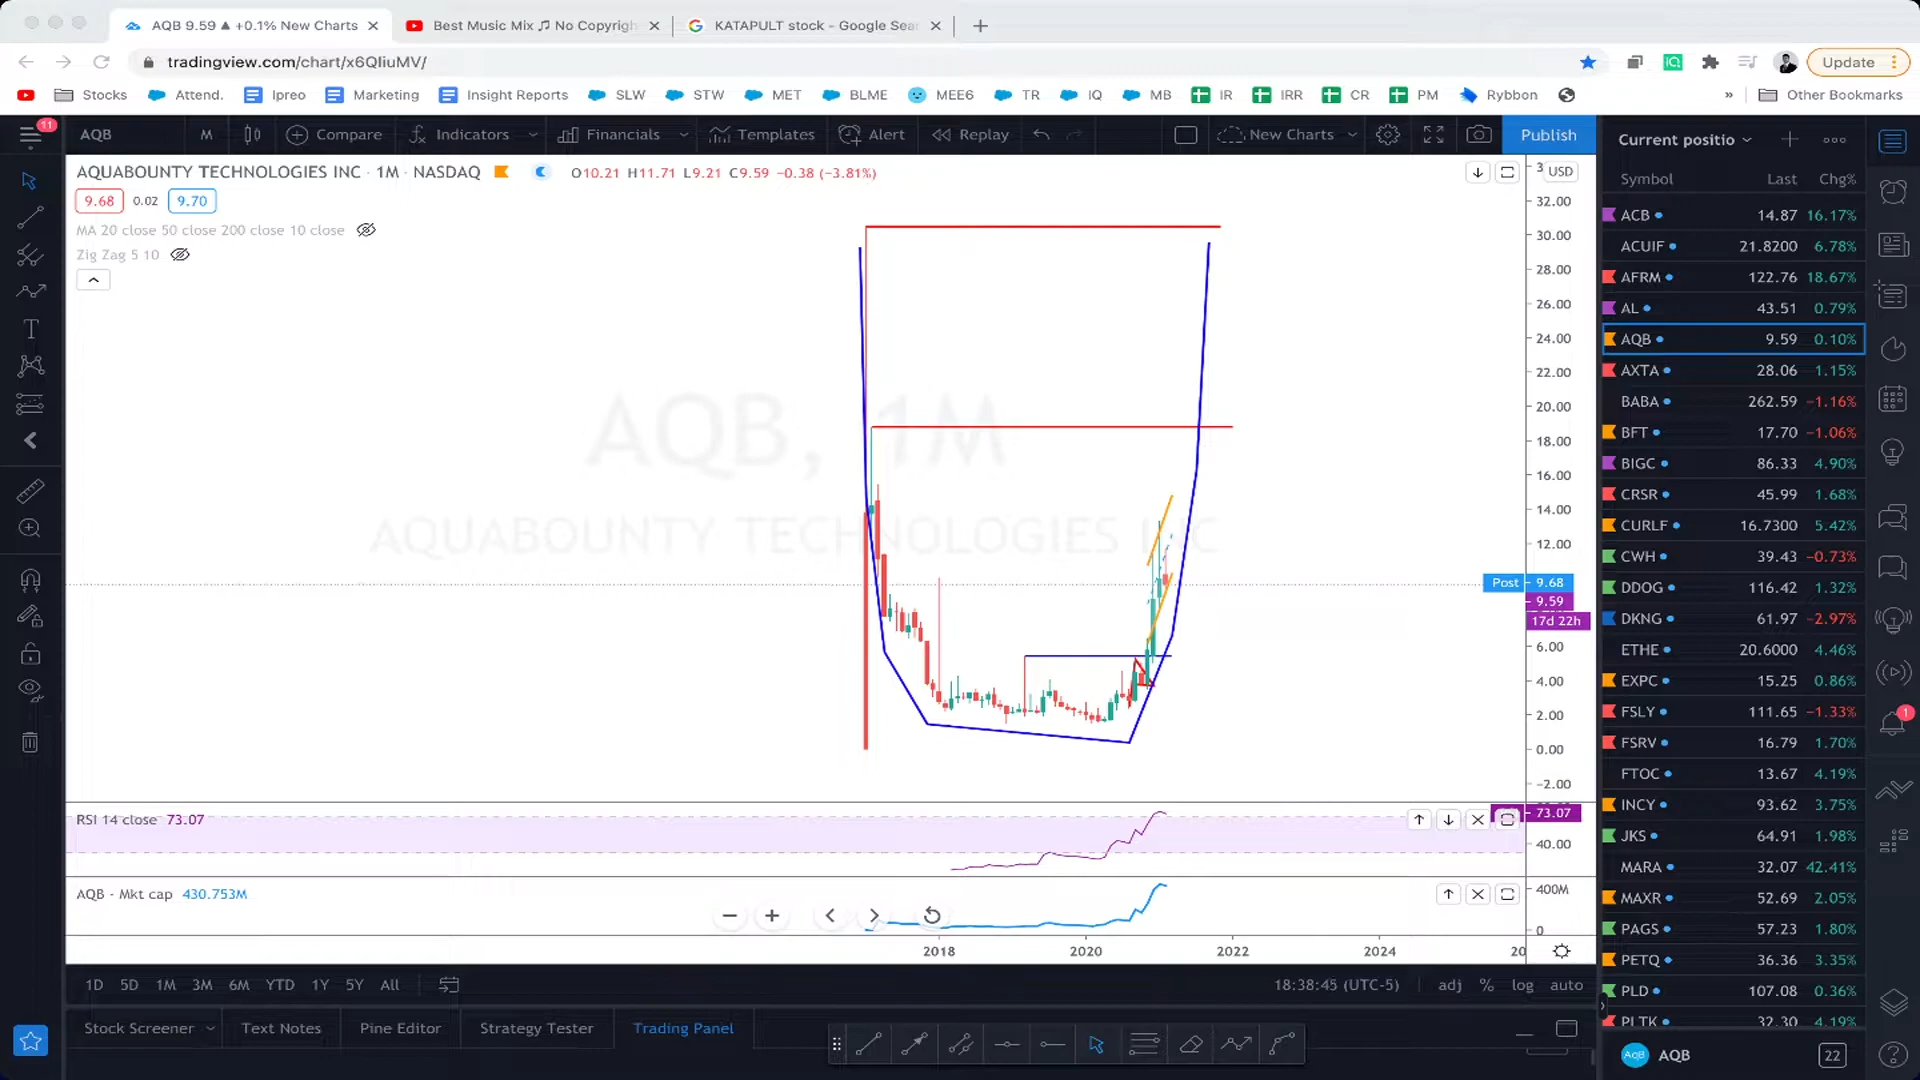 AQB 9.59 ▲ +0.1% New Charts
Best Music Mix ♫ No Copyrigh
KATAPULT stock - Google Sea
tradingview.com/chart/x6QIiuMV/
Update
Stocks Attend. Ipreo Marketing Insight Reports SLW STW MET BLME MEE6 TR IQ MB IR IRR CR PM Rybbon » Other Bookmarks
11
AQB M Compare Indicators Financials Templates Alert Replay New Charts Publish
AQUABOUNTY TECHNOLOGIES INC · 1M · NASDAQ O10.21 H11.71 L9.21 C9.59 −0.38 (−3.81%)
9.68 0.02 9.70
MA 20 close 50 close 200 close 10 close
Zig Zag 5 10
AQB, 1M
AQUABOUNTY TECHNOLOGIES INC
USD
32.00
30.00
28.00
26.00
24.00
22.00
20.00
18.00
16.00
14.00
12.00
Post 9.68
9.59
17d 22h
6.00
4.00
2.00
0.00
−2.00
RSI 14 close 73.07
73.07
40.00
AQB · Mkt cap 430.753M
400M
0
2018 2020 2022 2024 20
1D 5D 1M 3M 6M YTD 1Y 5Y All 18:38:45 (UTC-5) adj % log auto
Stock Screener Text Notes Pine Editor Strategy Tester Trading Panel
Current positio
Symbol Last Chg%
ACB 14.87 16.17%
ACUIF 21.8200 6.78%
AFRM 122.76 18.67%
AL 43.51 0.79%
AQB 9.59 0.10%
AXTA 28.06 1.15%
BABA 262.59 −1.16%
BFT 17.70 −1.06%
BIGC 86.33 4.90%
CRSR 45.99 1.68%
CURLF 16.7300 5.42%
CWH 39.43 −0.73%
DDOG 116.42 1.32%
DKNG 61.97 −2.97%
ETHE 20.6000 4.46%
EXPC 15.25 0.86%
FSLY 111.65 −1.33%
FSRV 16.79 1.70%
FTOC 13.67 4.19%
INCY 93.62 3.75%
JKS 64.91 1.98%
MARA 32.07 42.41%
MAXR 52.69 2.05%
PAGS 57.23 1.80%
PETQ 36.36 3.35%
PLD 107.08 0.36%
PLTK 32.30 4.19%
AQB AQB 22
1